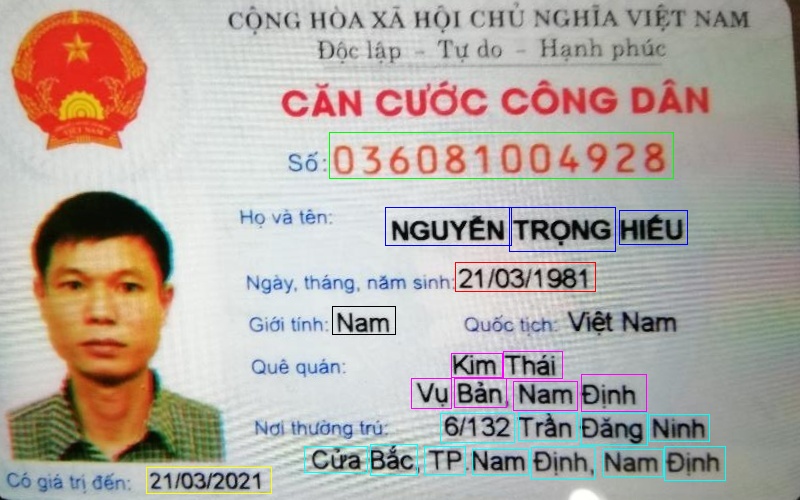 CỘNG HÒA XÃ HỘI CHỦ NGHĨA VIỆT NAM
Độc lập - Tự do - Hạnh phúc
CĂN CƯỚC CÔNG DÂN
Số: 036081004928
Họ và tên: NGUYỄN TRỌNG HIẾU
Ngày, tháng, năm sinh: 21/03/1981
Giới tính: Nam Quốc tịch: Việt Nam
Quê quán: Kim Thái
Vụ Bản, Nam Định
Nơi thường trú: 6/132 Trần Đăng Ninh
Cửa Bắc, TP.Nam Định, Nam Định
Có giá trị đến: 21/03/2021